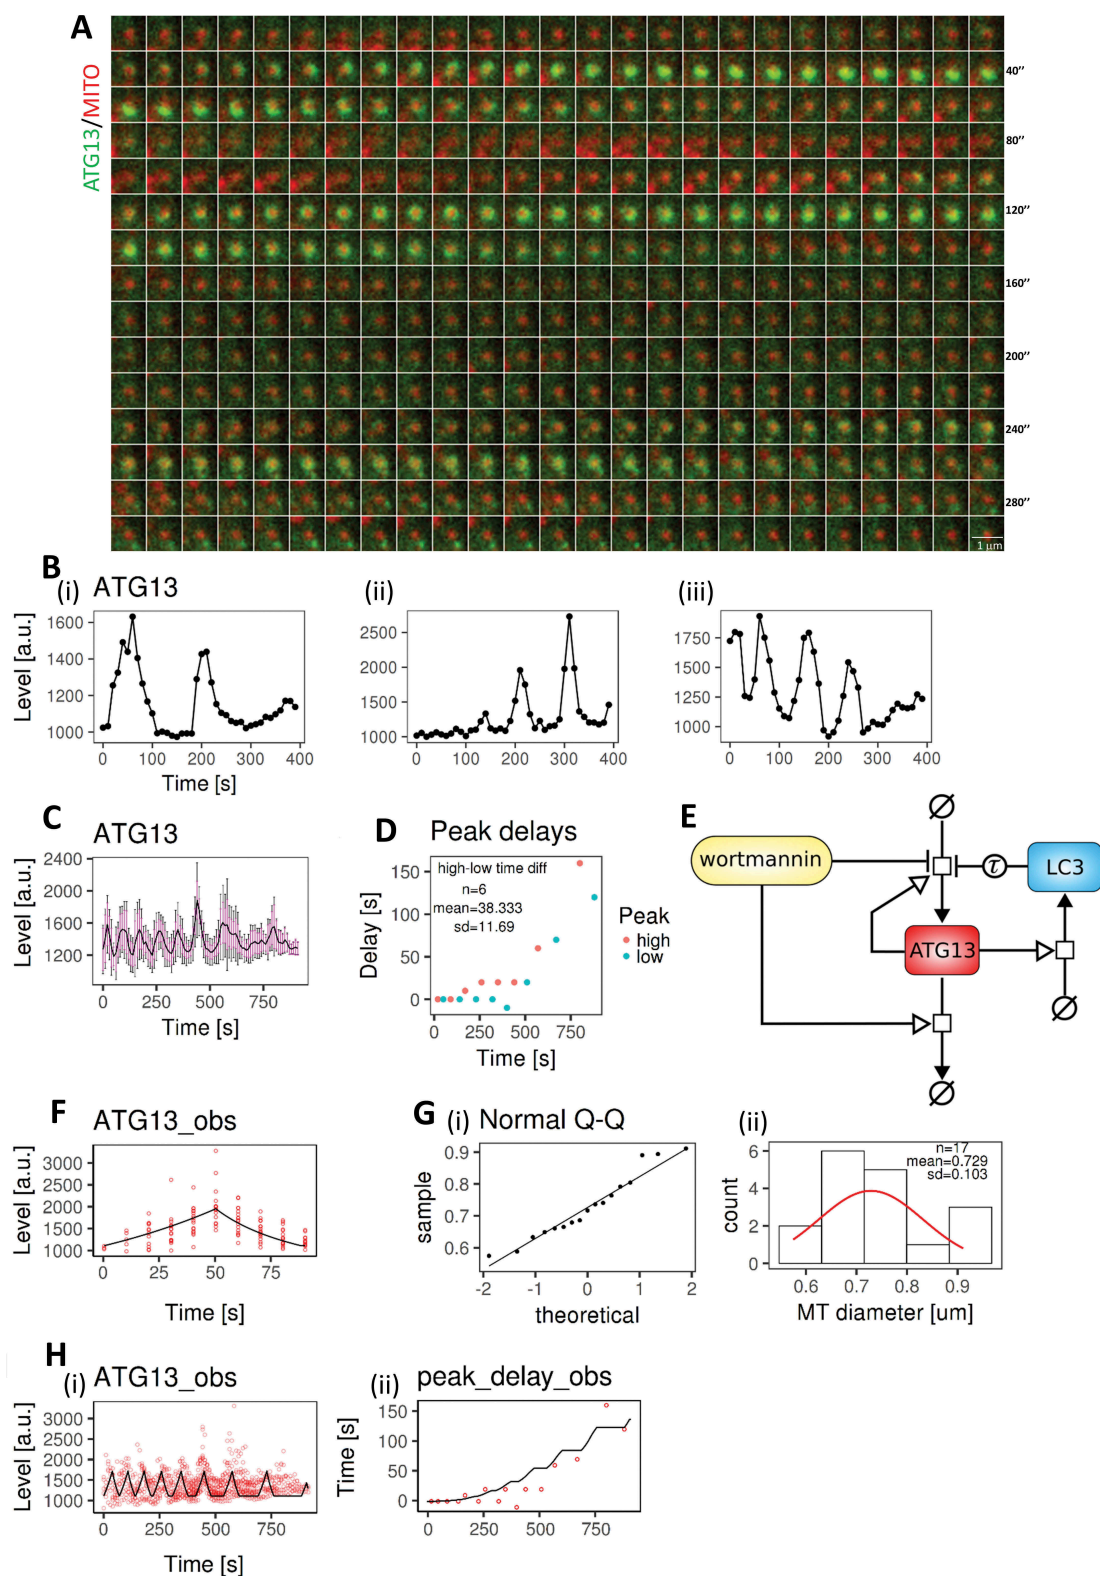 A
ATG13/MITO
40’’
80’’
120’’
160’’
200’’
240’’
280’’
1 µm
B
(i) ATG13
(ii)
(iii)
Level [a.u.]
1600
1400
1200
1000
0 100 200 300 400
Time [s]
2500
2000
1500
1000
0 100 200 300 400
1750
1500
1250
1000
0 100 200 300 400
C
ATG13
Level [a.u.]
2400
2000
1600
1200
0 250 500 750
Time [s]
D Peak delays
high-low time diff
n=6
mean=38.333
sd=11.69
Delay [s]
150
100
50
0
0 250 500 750
Time [s]
Peak
high
low
E
∅
wortmannin
τ
LC3
ATG13
∅
∅
F
ATG13_obs
Level [a.u.]
3000
2500
2000
1500
1000
0 25 50 75
Time [s]
G (i) Normal Q-Q
sample
0.9
0.8
0.7
0.6
-2 -1 0 1 2
theoretical
(ii)
n=17
mean=0.729
sd=0.103
count
6
4
2
0
0.6 0.7 0.8 0.9
MT diameter [um]
H
(i) ATG13_obs
Level [a.u.]
3000
2500
2000
1500
1000
0 250 500 750
Time [s]
(ii) peak_delay_obs
Time [s]
150
100
50
0
0 250 500 750